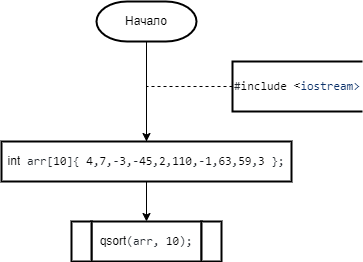 Начало
#include <iostream>
int arr[10]{ 4,7,-3,-45,2,110,-1,63,59,3 };
qsort(arr, 10);